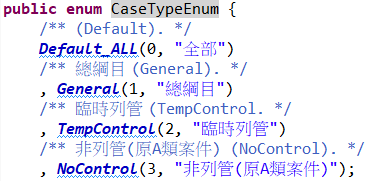 public enum CaseTypeEnum {
/** (Default). */
Default_ALL(0, "全部")
/** 總綱目 (General). */
, General(1, "總綱目")
/** 臨時列管 (TempControl. */
, TempControl(2, "臨時列管")
/** 非列管(原A類案件) (NoControl). */
, NoControl(3, "非列管(原A類案件)");